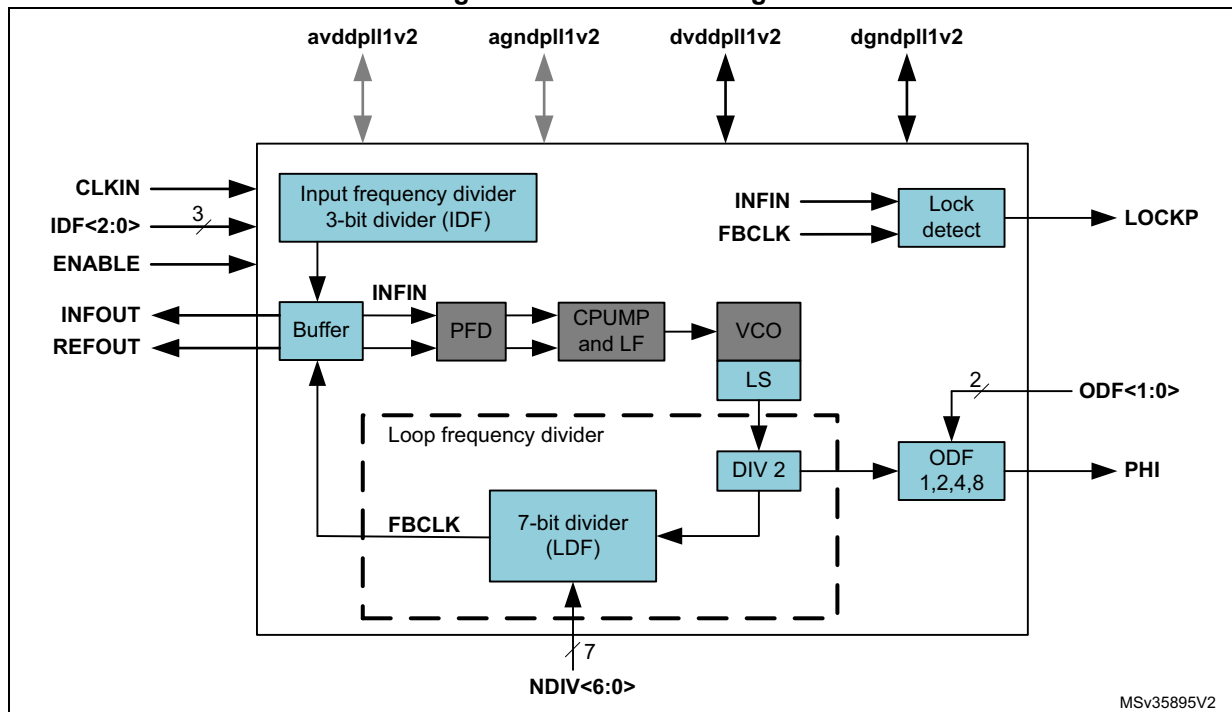 avddpll1v2 agndpll1v2 dvddpll1v2 dgndpll1v2
CLKIN
IDF<2:0>
3
ENABLE
INFOUT
REFOUT
Input frequency divider
3-bit divider (IDF)
INFIN
FBCLK
Lock
detect
LOCKP
Buffer
INFIN
PFD
CPUMP
and LF
VCO
LS
2
ODF<1:0>
Loop frequency divider
DIV 2
ODF
1,2,4,8
PHI
FBCLK
7-bit divider
(LDF)
7
NDIV<6:0>
MSv35895V2